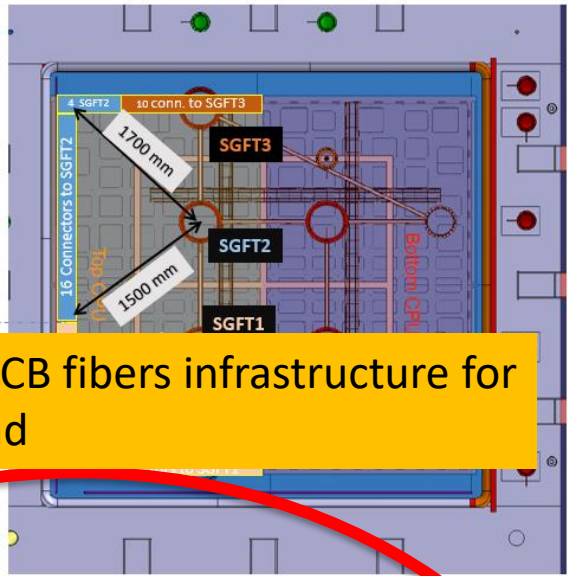 4 SGFT2
10 conn. to SGFT3
16 Connectors to SGFT2
1700 mm
SGFT3
SGFT2
1500 mm
SGFT1
Bottom CPU
CB fibers infrastructure for